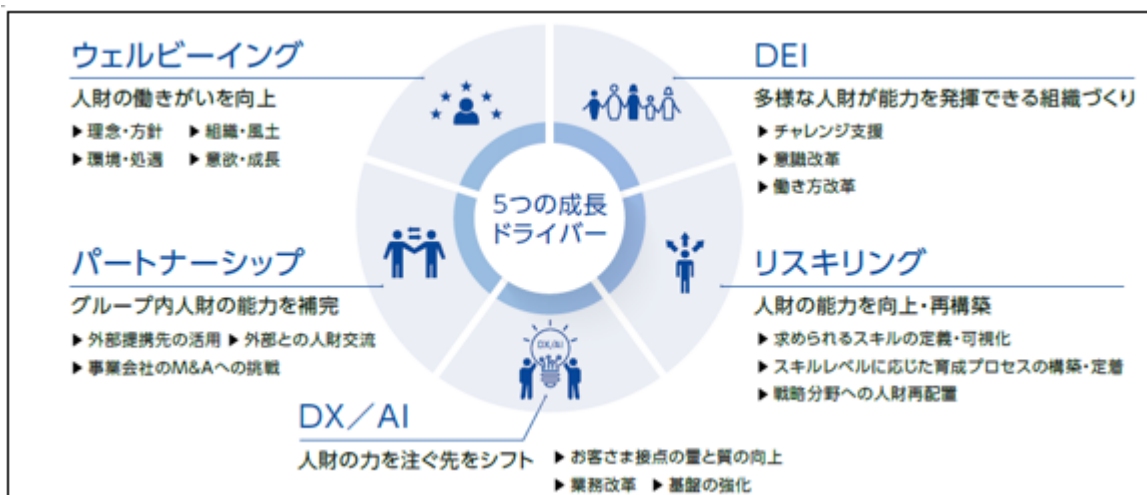 ウェルビーイング
人財の働きがいを向上
▶ 理念・方針 ▶ 組織・風土
▶ 環境・処遇 ▶ 意欲・成長
DEI
多様な人財が能力を発揮できる組織づくり
▶ チャレンジ支援
▶ 意識改革
▶ 働き方改革
5つの成長
ドライバー
パートナーシップ
グループ内人財の能力を補完
▶ 外部提携先の活用 ▶ 外部との人財交流
▶ 事業会社のM&Aへの挑戦
リスキリング
人財の能力を向上・再構築
▶ 求められるスキルの定義・可視化
▶ スキルレベルに応じた育成プロセスの構築・定着
▶ 戦略分野への人財再配置
DX/AI
DX／AI
人財の力を注ぐ先をシフト
▶ お客さま接点の量と質の向上
▶ 業務改革 ▶ 基盤の強化